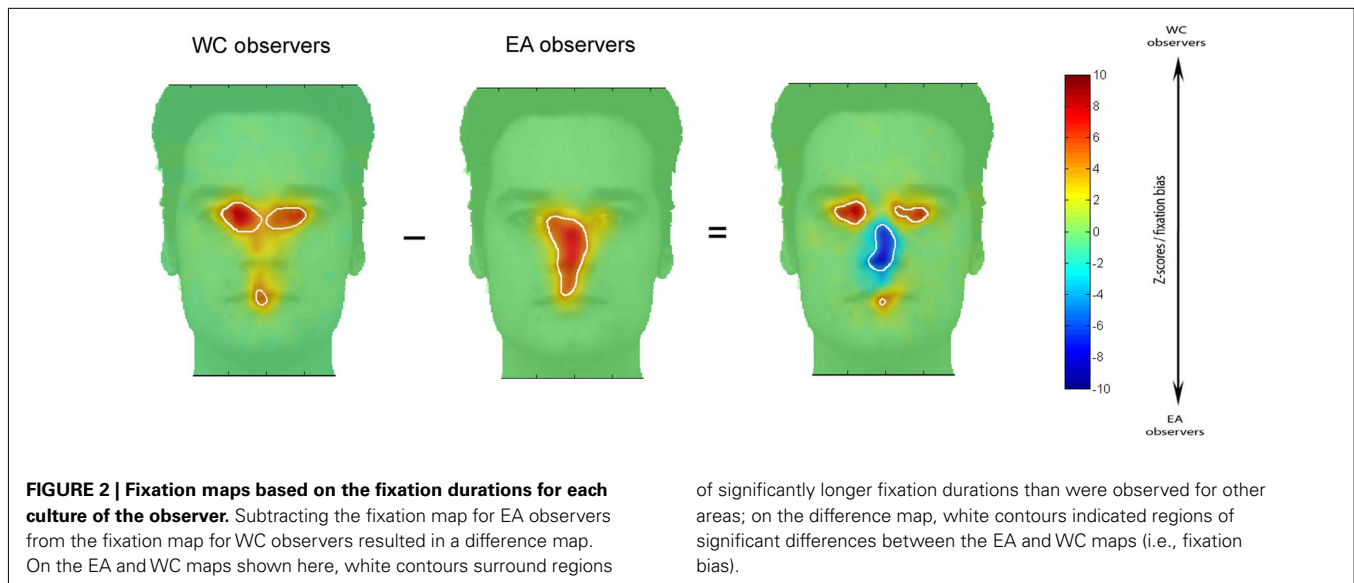 WC observers
EA observers
–
=
10
8
6
4
2
0
-2
-4
-6
-8
-10
WC
observers
Z-scores / fixation bias
EA
observers
FIGURE 2 | Fixation maps based on the fixation durations for each
culture of the observer. Subtracting the fixation map for EA observers
from the fixation map for WC observers resulted in a difference map.
On the EA and WC maps shown here, white contours surround regions
of significantly longer fixation durations than were observed for other
areas; on the difference map, white contours indicated regions of
significant differences between the EA and WC maps (i.e., fixation
bias).